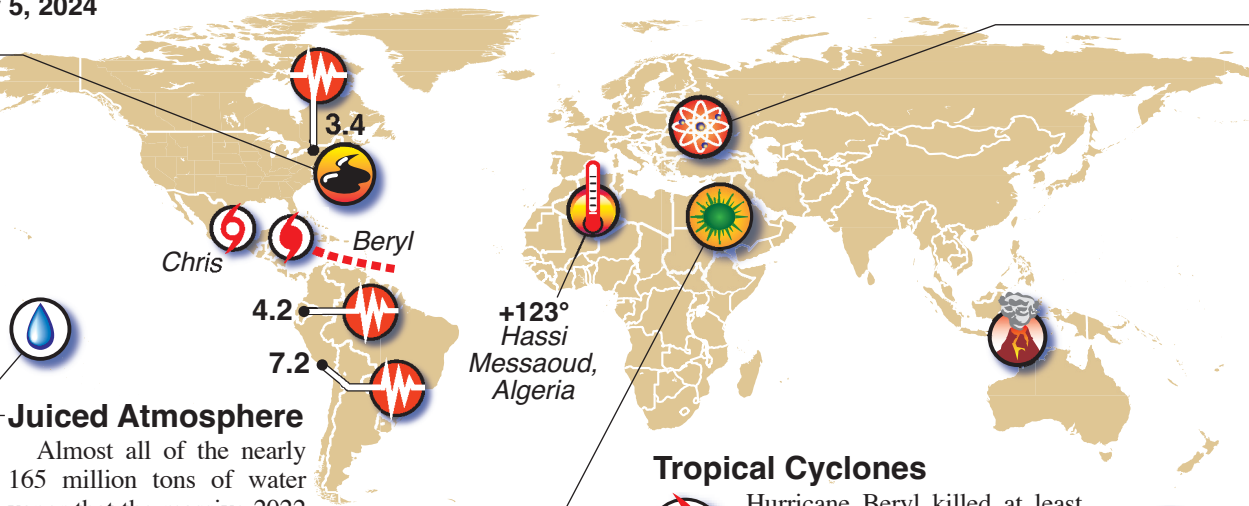 5, 2024
3.4
Chris
Beryl
4.2
7.2
+123°
Hassi
Messaoud,
Algeria
Juiced Atmosphere
Almost all of the nearly
165 million tons of water
Tropical Cyclones
Hurricane Beryl killed at least